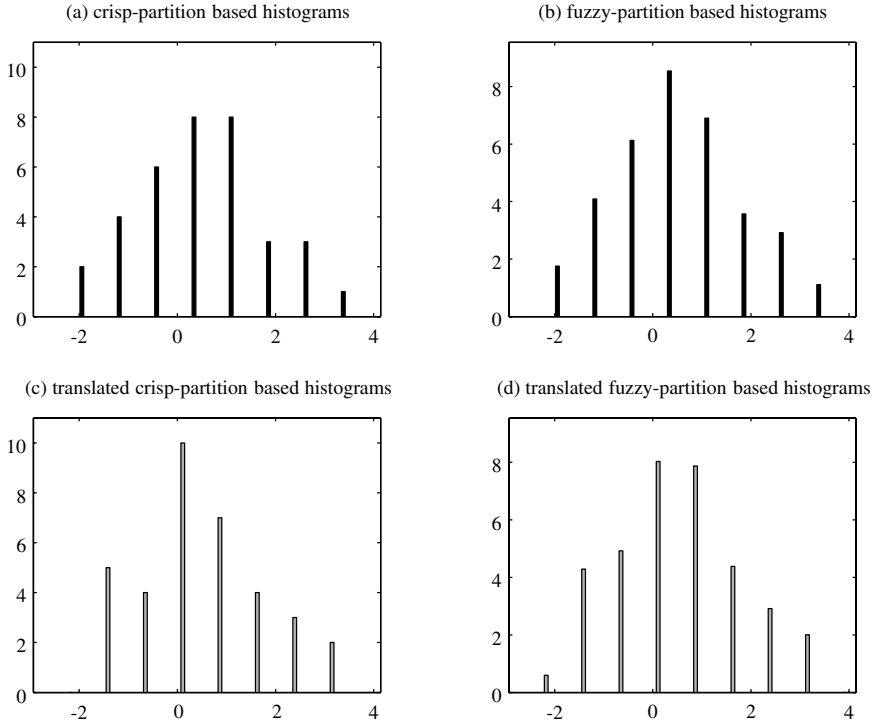 (a) crisp-partition based histograms
10
8
6
4
2
0
-2 0 2 4
(b) fuzzy-partition based histograms
8
6
4
2
0
-2 0 2 4
(c) translated crisp-partition based histograms
10
8
6
4
2
0
-2 0 2 4
(d) translated fuzzy-partition based histograms
8
6
4
2
0
-2 0 2 4